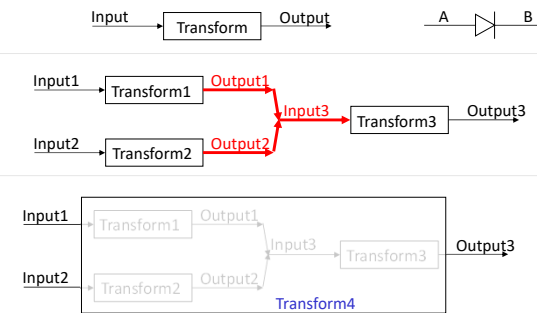 Input
Transform
Output
A
B
Input1
Transform1
Output1
Input3
Transform3
Output3
Input2
Transform2
Output2
Input1
Transform1
Output1
Input3
Transform3
Output3
Input2
Transform2
Output2
Transform4